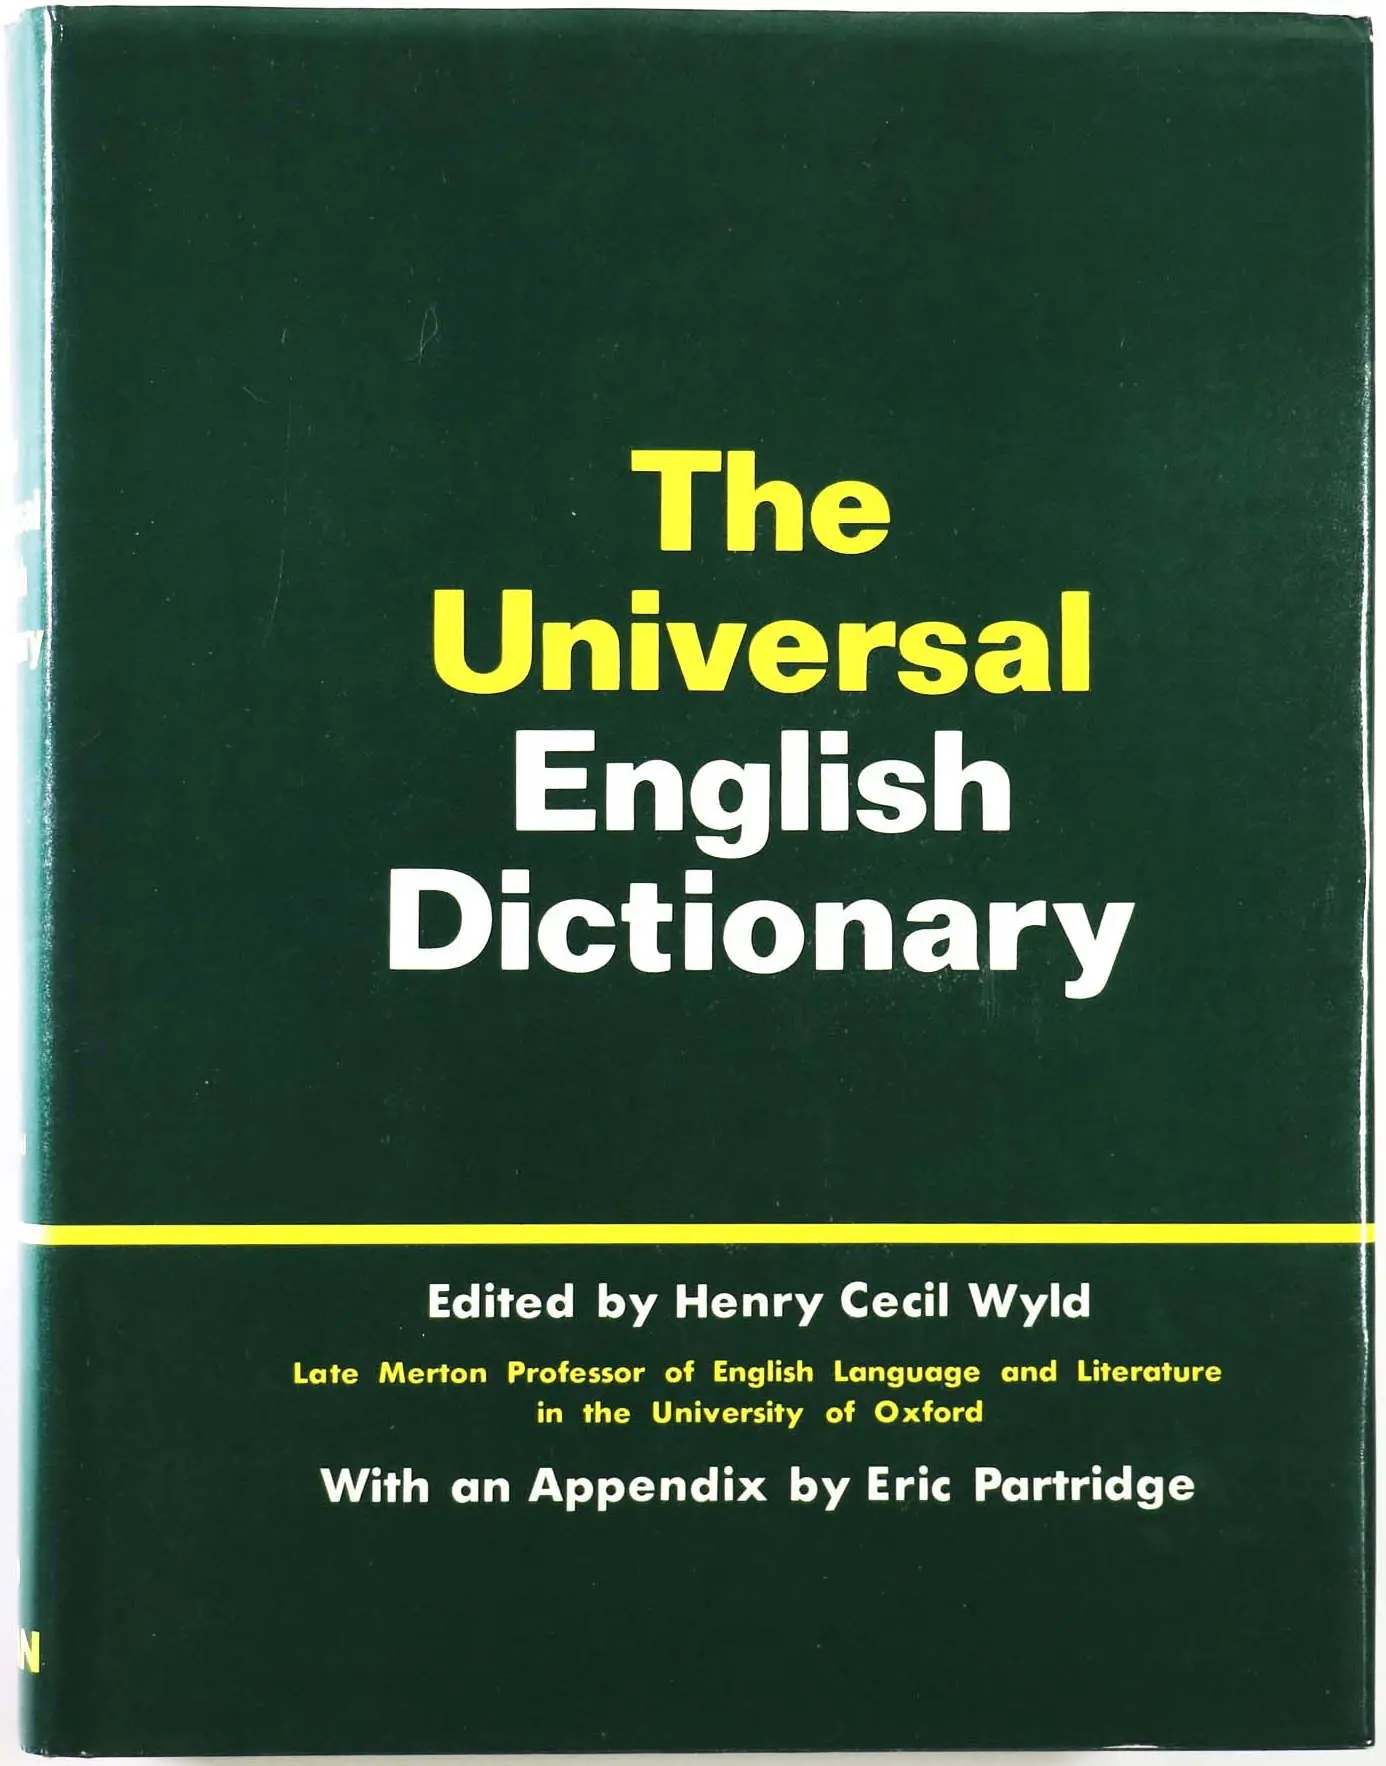 The
Universal
English
Dictionary
Edited by Henry Cecil Wyld
Late Merton Professor of English Language and Literature
in the University of Oxford
With an Appendix by Eric Partridge